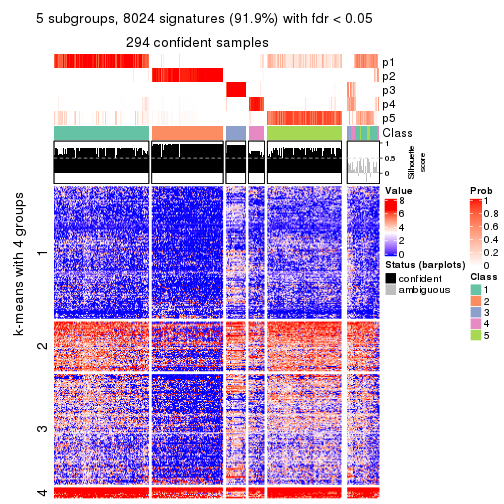 5 subgroups, 8024 signatures (91.9%) with fdr < 0.05
294 confident samples
p1
p2
p3
p4
p5
Class
1
0.5
0
Silhouette
score
k-means with 4 groups
1
2
3
4
Value
8
6
4
2
0
Status (barplots)
confident
ambiguous
Prob
1
0.8
0.6
0.4
0.2
0
Class
1
2
3
4
5